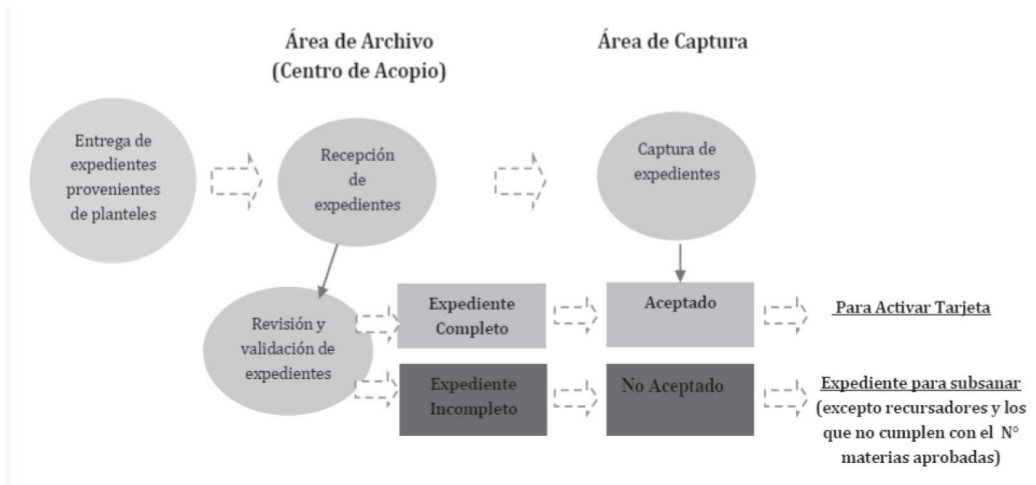 Área de Archivo
(Centro de Acopio)
Área de Captura
Entrega de
expedientes
provenientes
de planteles
Recepción
de
expedientes
Captura de
expedientes
Revisión y
validación de
expedientes
Expediente
Completo
Aceptado
Para Activar Tarjeta
Expediente
Incompleto
No Aceptado
Expediente para subsanar
(excepto recursadores y los
que no cumplen con el N°
materias aprobadas)